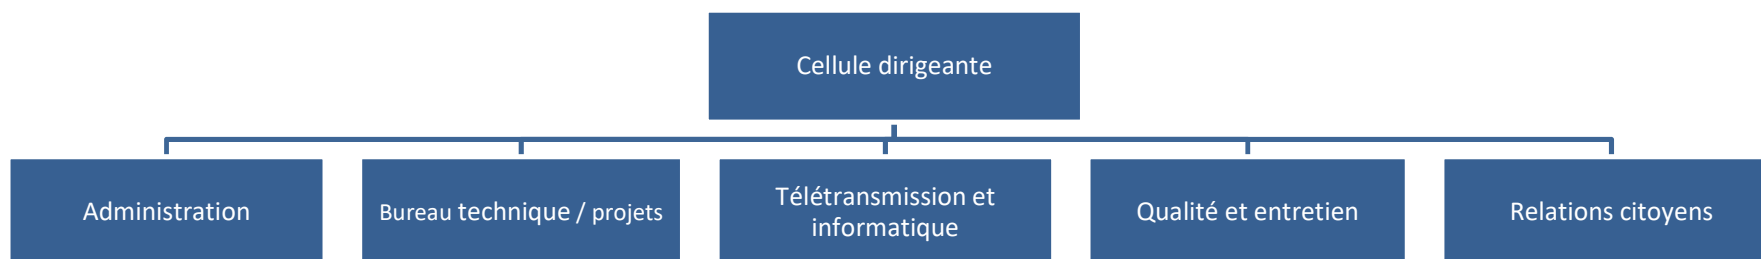 Cellule dirigeante
Administration
Bureau technique / projets
Télétransmission et
informatique
Qualité et entretien
Relations citoyens